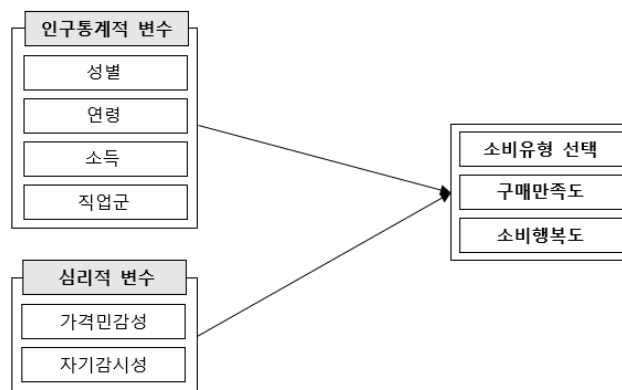 인구통계적 변수
성별
연령
소득
직업군
소비유형 선택
구매만족도
소비행복도
심리적 변수
가격민감성
자기감시성